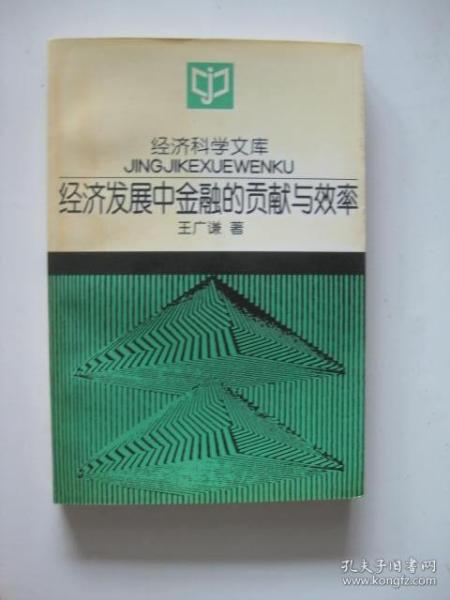 经济科学文库
JINGJIKEXUEWENKU
经济发展中金融的贡献与效率
王广谦 著
孔夫子旧书网
www.kongfz.com